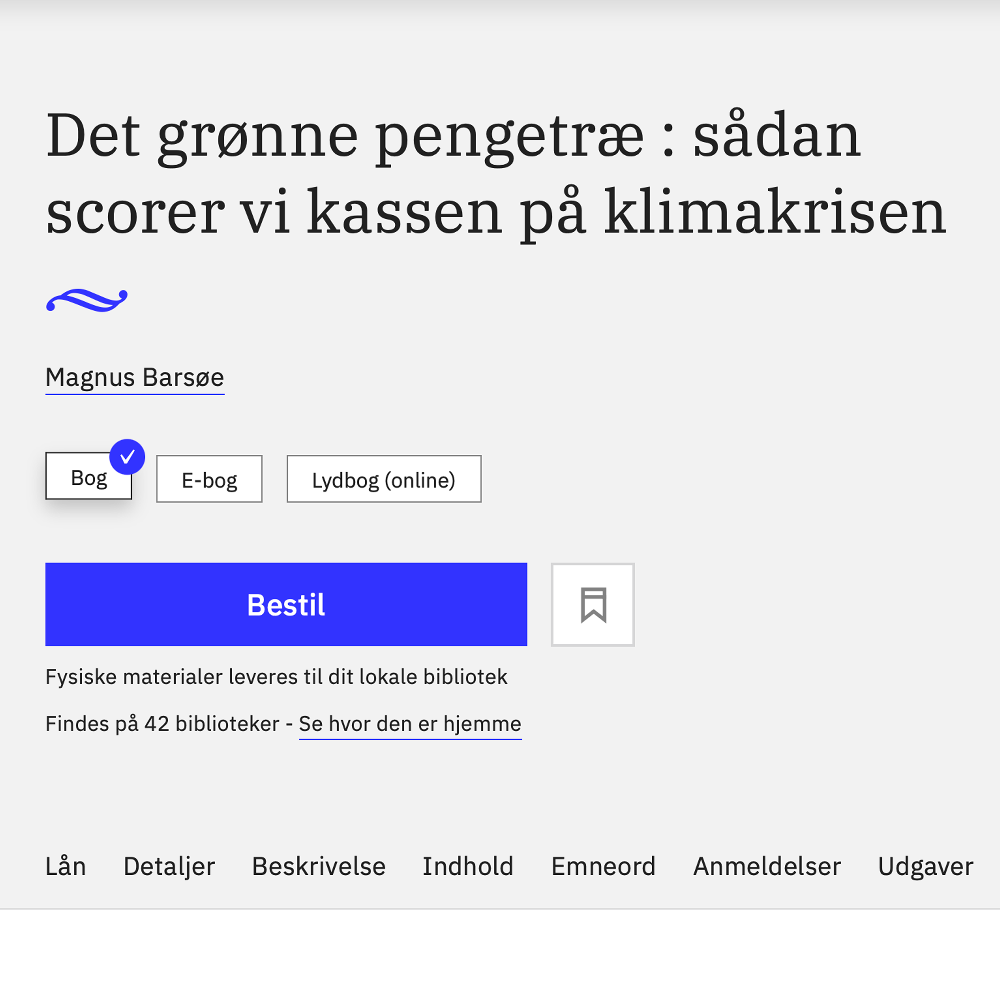 Det grønne pengetræ : sådan
scorer vi kassen på klimakrisen
Magnus Barsøe
Bog
E-bog
Lydbog (online)
Bestil
Fysiske materialer leveres til dit lokale bibliotek
Findes på 42 biblioteker - Se hvor den er hjemme
Lån Detaljer Beskrivelse Indhold Emneord Anmeldelser Udgaver